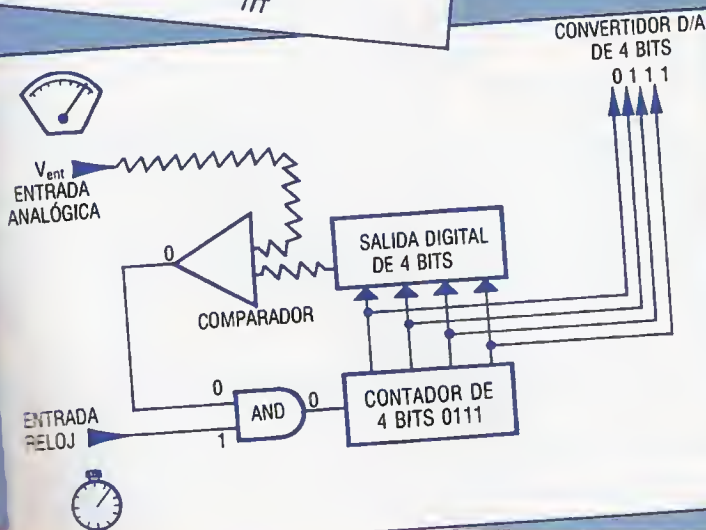 CONVERTIDOR D/A
DE 4 BITS
0 1 1 1
V_ent
ENTRADA
ANALÓGICA
0
SALIDA DIGITAL
DE 4 BITS
COMPARADOR
0
AND
0
CONTADOR DE
4 BITS 0111
ENTRADA
RELOJ
1